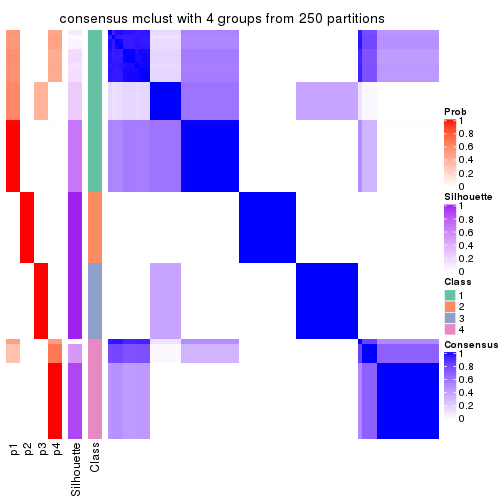 consensus mclust with 4 groups from 250 partitions
Prob
1
0.8
0.6
0.4
0.2
0
Silhouette
1
0.8
0.6
0.4
0.2
0
Class
1
2
3
4
Consensus
1
0.8
0.6
0.4
0.2
0
p1
p2
p3
p4
Silhouette
Class